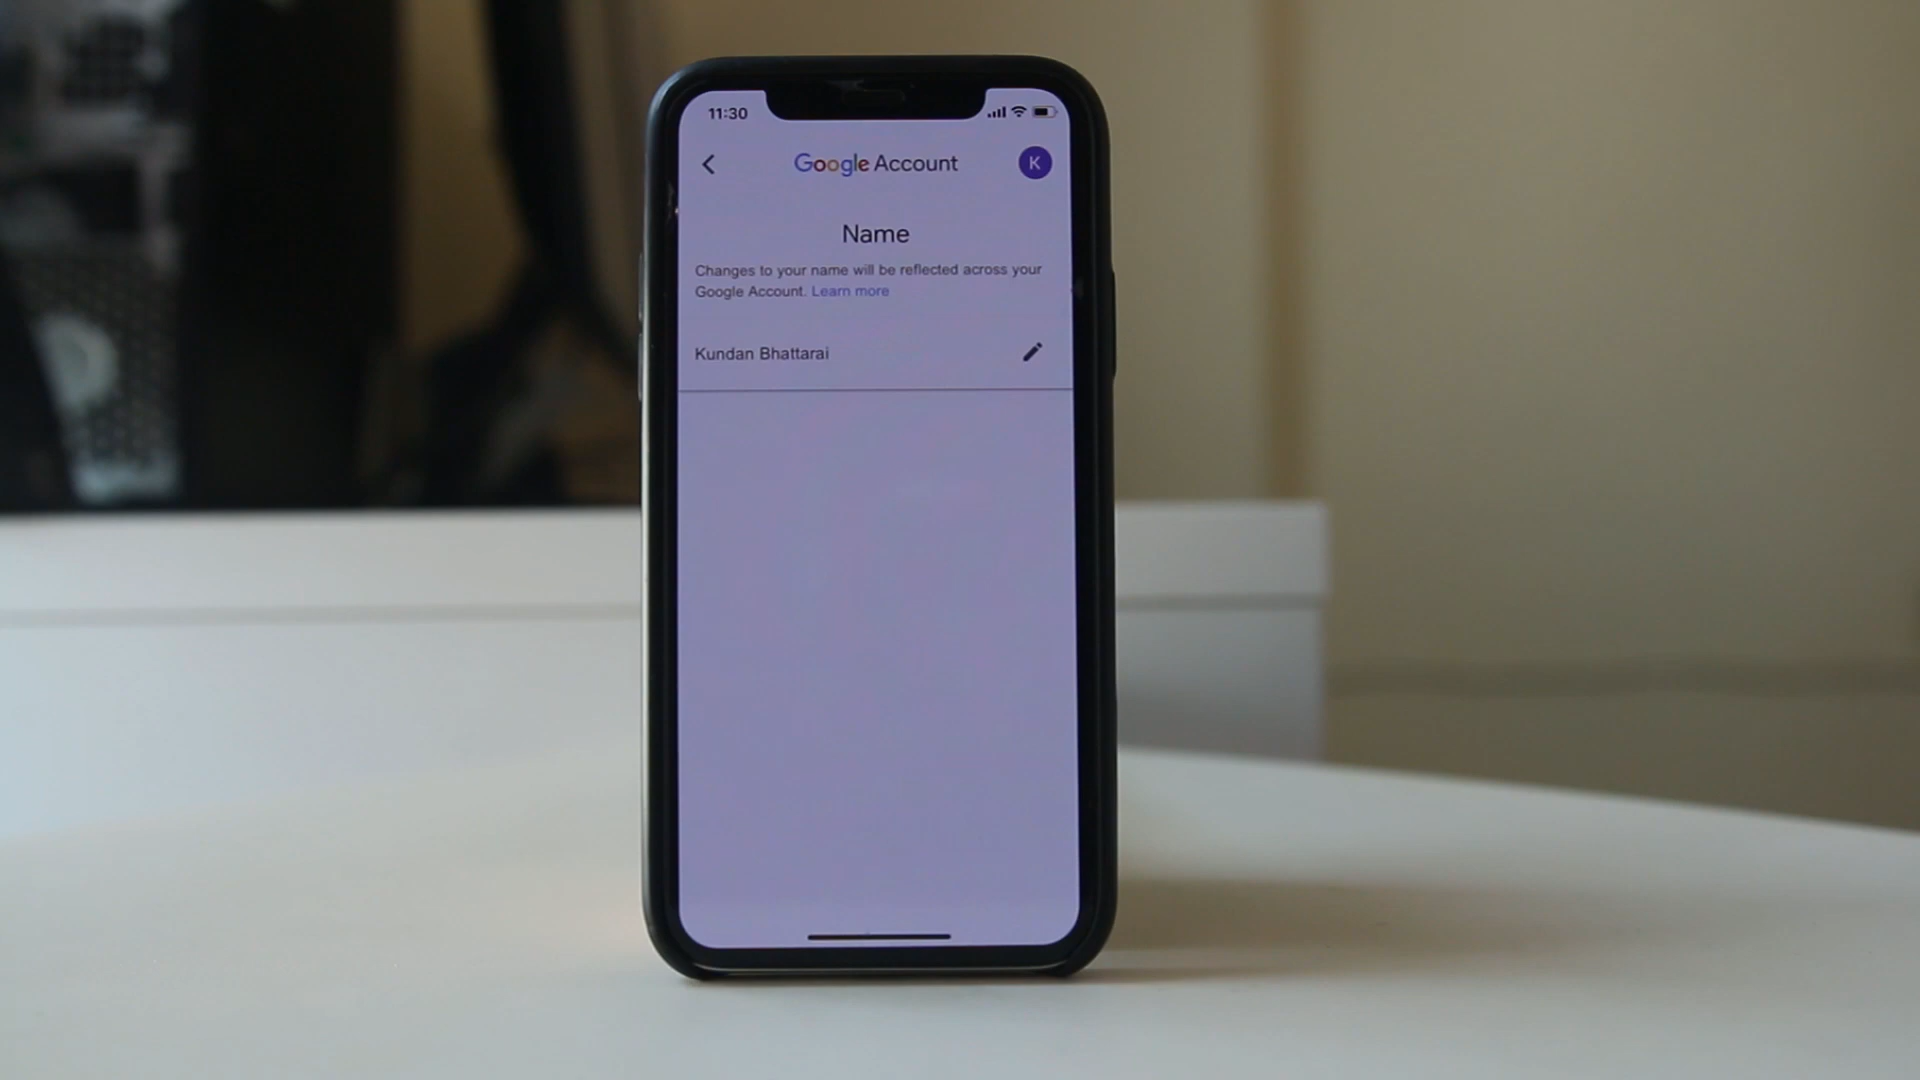 11:30
Google Account
K
Name
Changes to your name will be reflected across your
Google Account. Learn more
Kundan Bhattarai